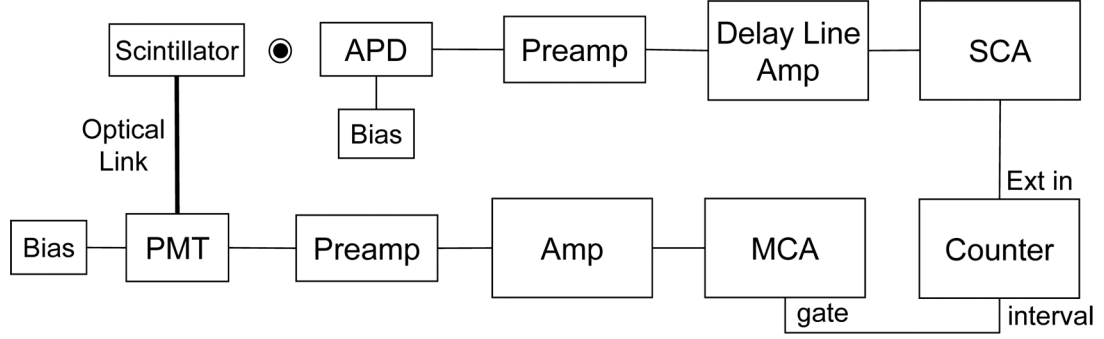 Scintillator
APD
Preamp
Delay Line
Amp
SCA
Bias
Optical
Link
Ext in
Bias
PMT
Preamp
Amp
MCA
Counter
gate
interval